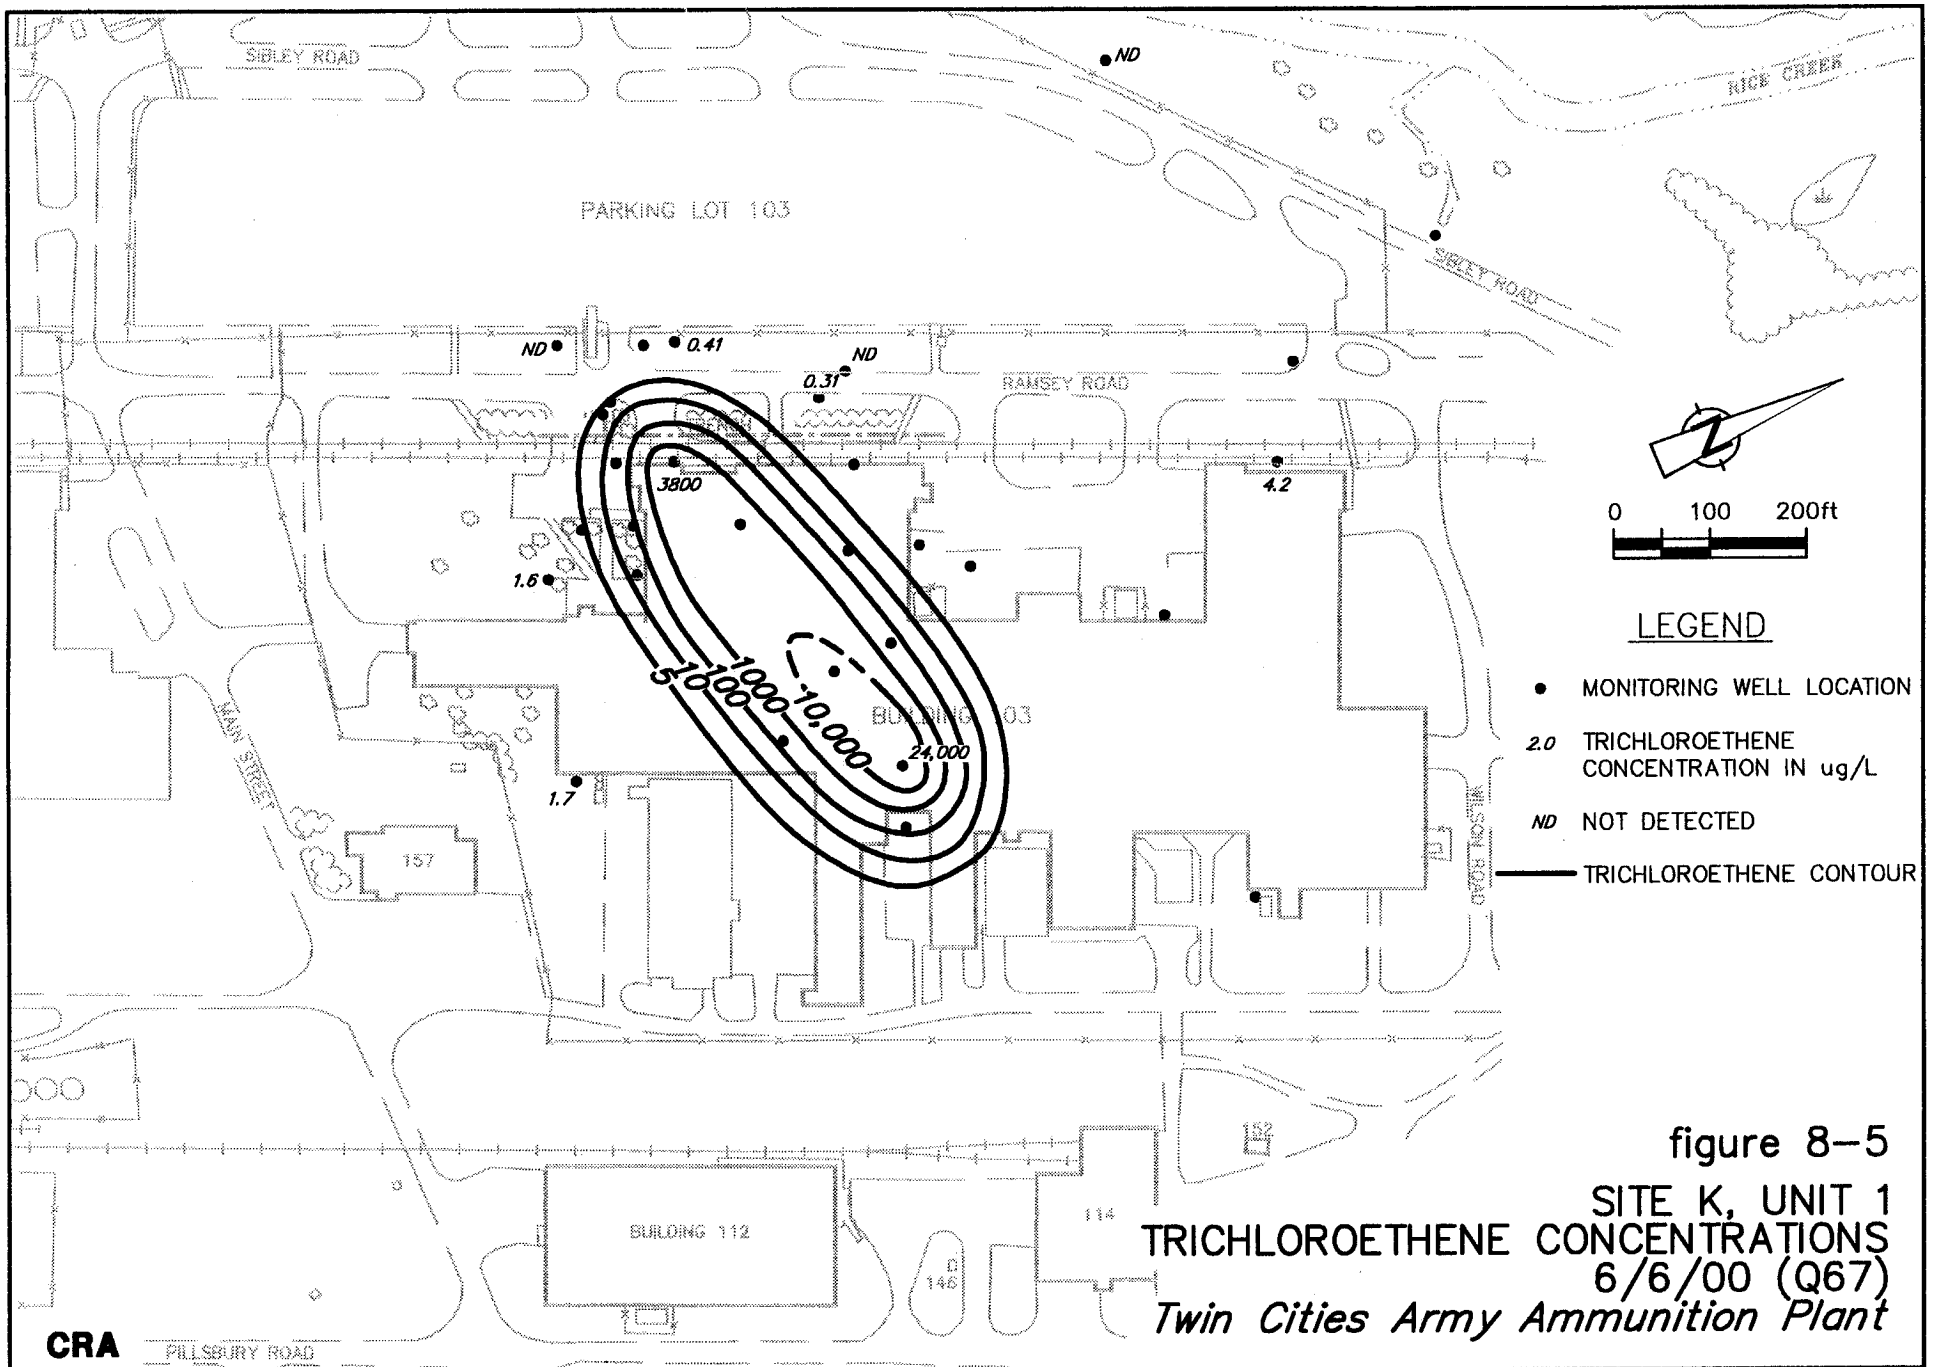 SIBLEY ROAD
ND
RICE CREEK
PARKING LOT 103
SIBLEY ROAD
ND
0.41
ND
0.31
RAMSEY ROAD
3800
4.2
1.6
N
0 100 200ft
LEGEND
MONITORING WELL LOCATION
2.0 TRICHLOROETHENE
CONCENTRATION IN ug/L
ND NOT DETECTED
TRICHLOROETHENE CONTOUR
5
10
100
1000
10,000
BUILDING 103
24,000
MAIN STREET
1.7
157
WILSON ROAD
152
BUILDING 112
114
146
PILLSBURY ROAD
CRA
figure 8-5
SITE K, UNIT 1
TRICHLOROETHENE CONCENTRATIONS
6/6/00 (Q67)
Twin Cities Army Ammunition Plant